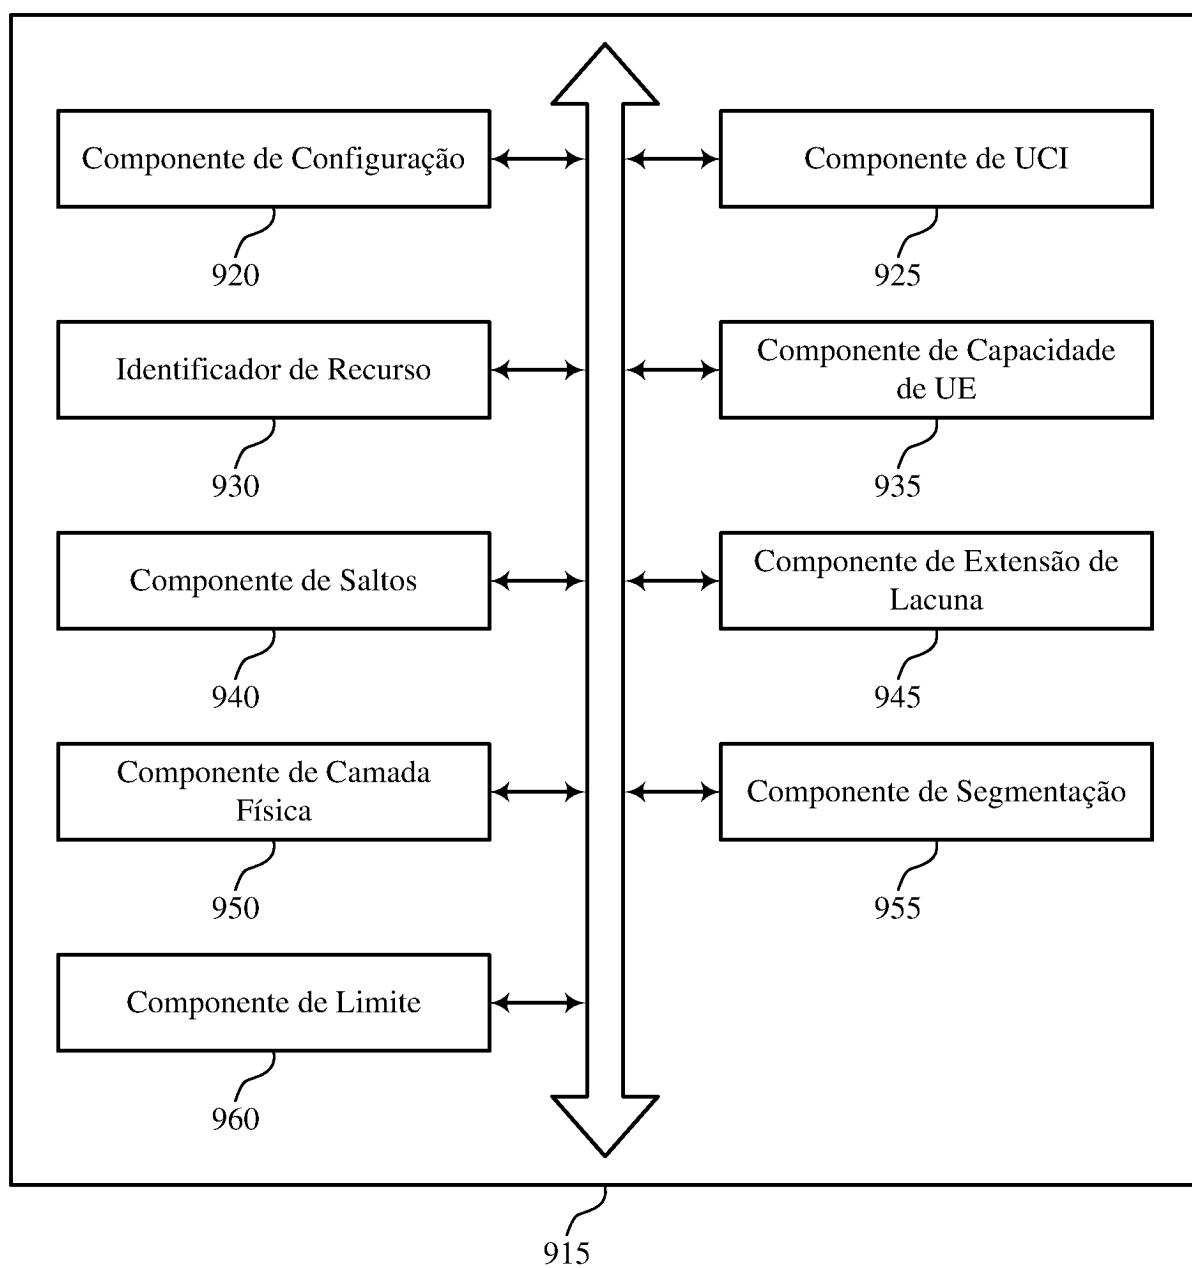 Componente de Configuração
920
Componente de UCI
925
Identificador de Recurso
930
Componente de Capacidade
de UE
935
Componente de Saltos
940
Componente de Extensão de
Lacuna
945
Componente de Camada
Física
950
Componente de Segmentação
955
Componente de Limite
960
915